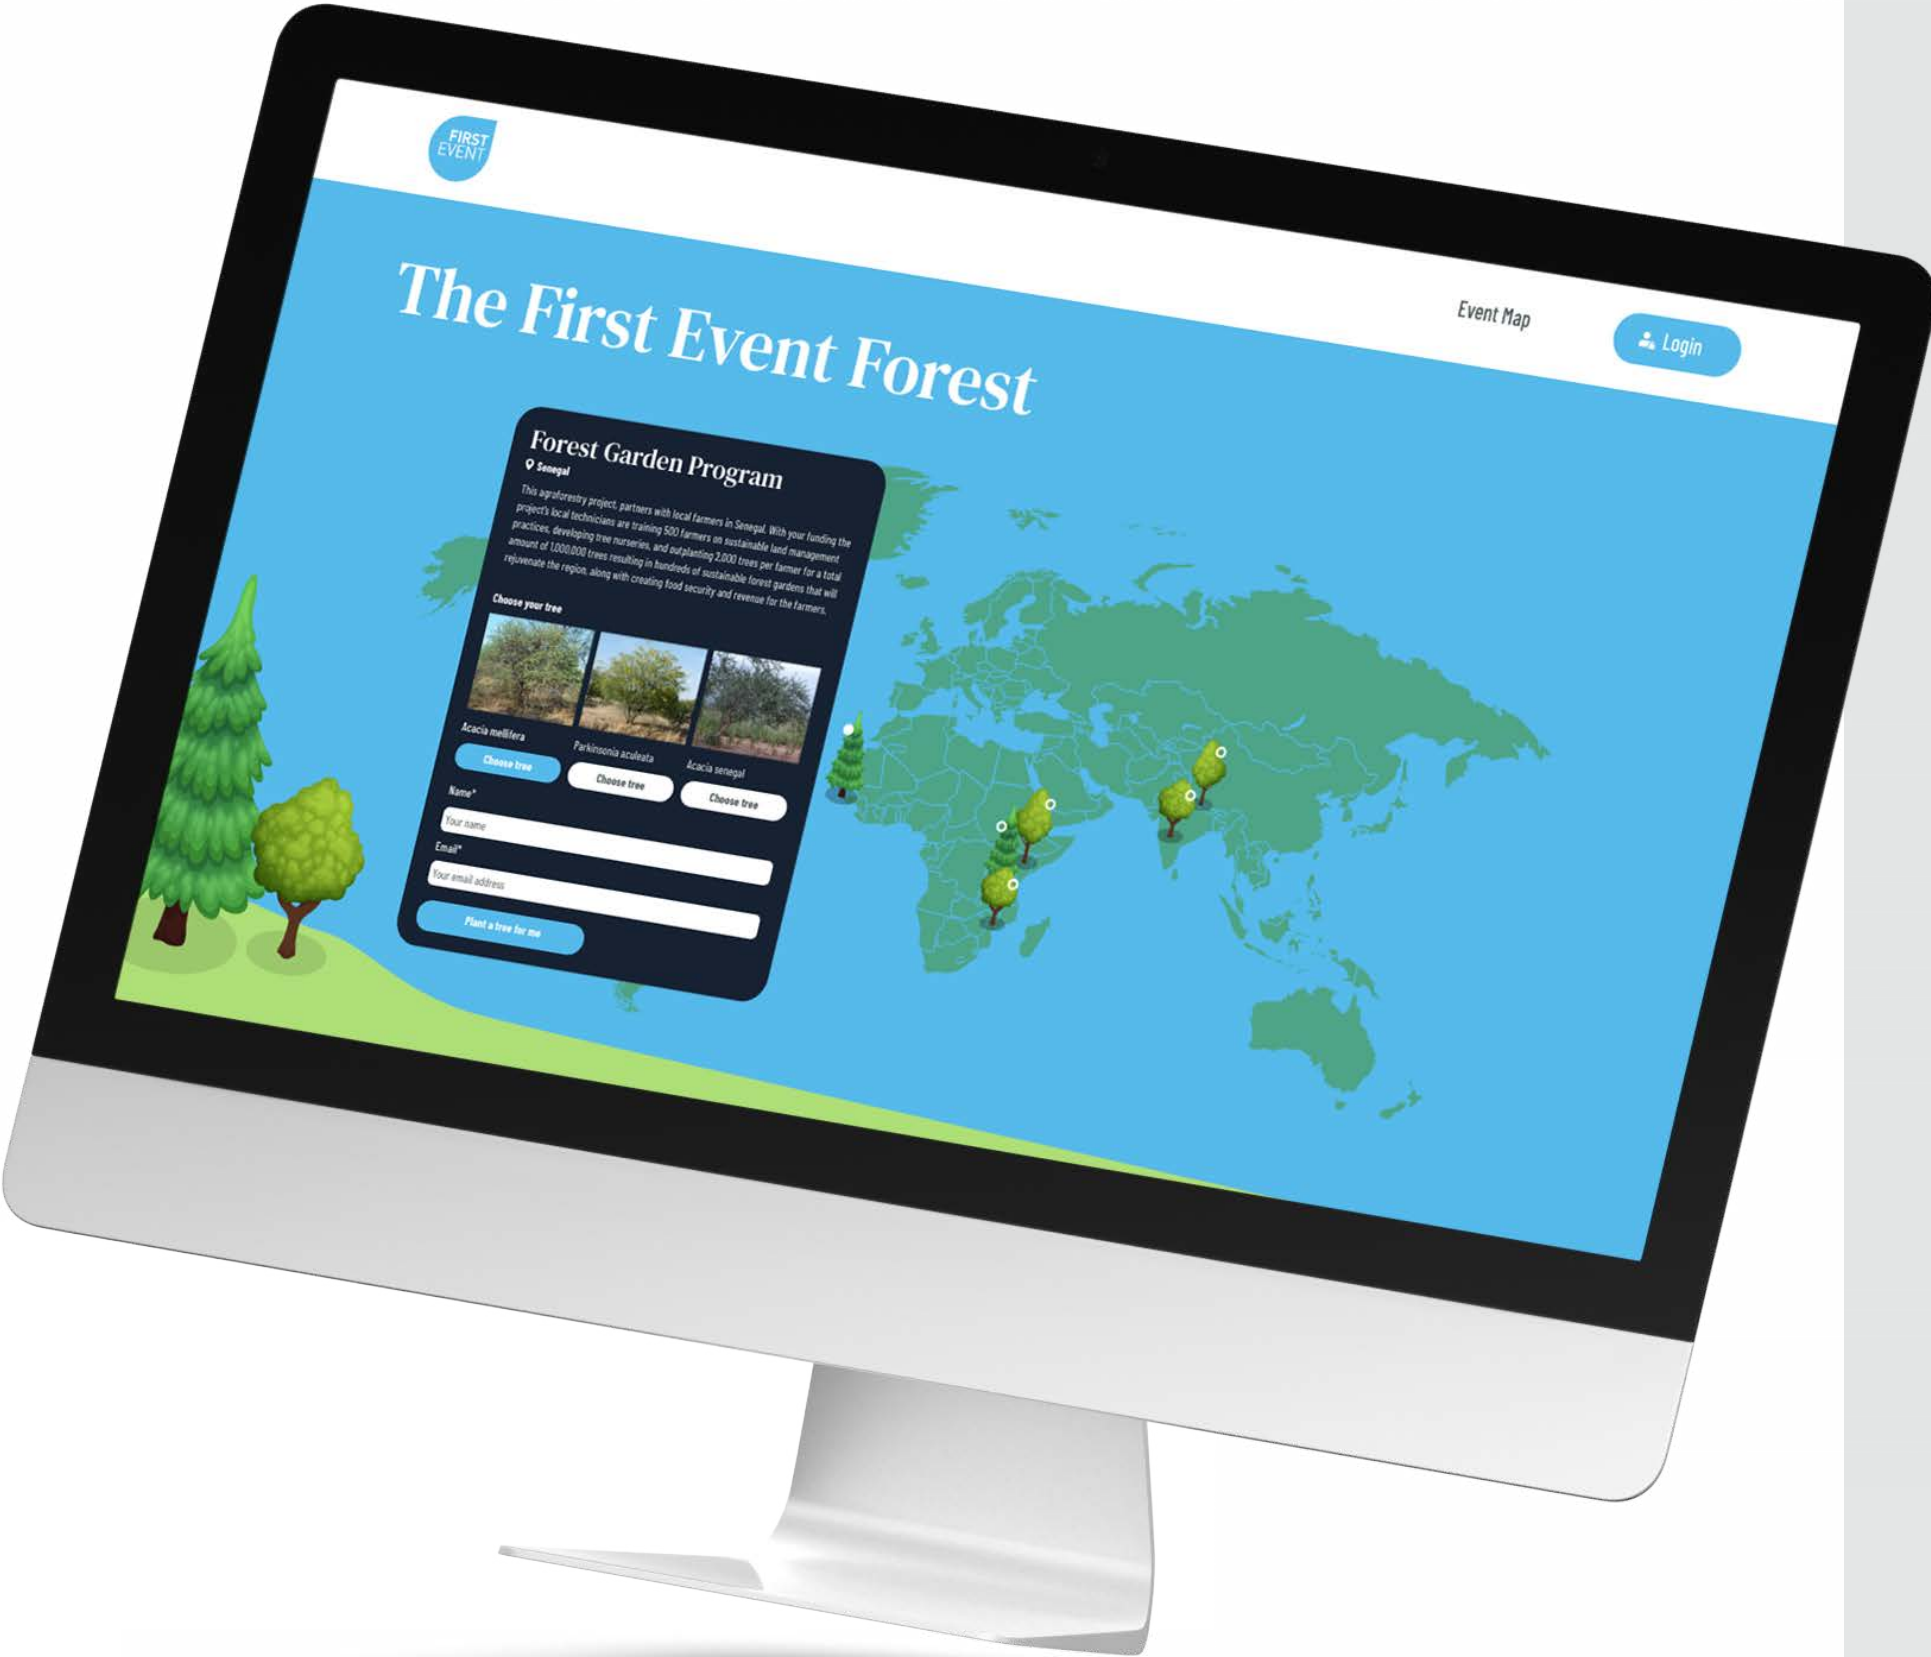 FIRST
EVENT
Event Map
Login
The First Event Forest
Forest Garden Program
Senegal
This agroforestry project, partners with local farmers in Senegal. With your funding the
project's local technicians are training 500 farmers on sustainable land management
practices, developing tree nurseries, and outplanting 2,000 trees per farmer for a total
amount of 1,000,000 trees resulting in hundreds of sustainable forest gardens that will
rejuvenate the region, along with creating food security and revenue for the farmers.
Choose your tree
Acacia mellifera
Parkinsonia aculeata
Acacia senegal
Choose tree
Choose tree
Choose tree
Name*
Your name
Email*
Your email address
Plant a tree for me